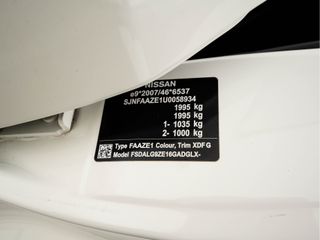 NISSAN
e9*2007/46*6537
SJNFAAZE1U0058934
1995 kg
1995 kg
1- 1035 kg
2- 1000 kg
Type FAAZE1 Colour, Trim XDFG
Model FSDALG9ZE16GADGLX-